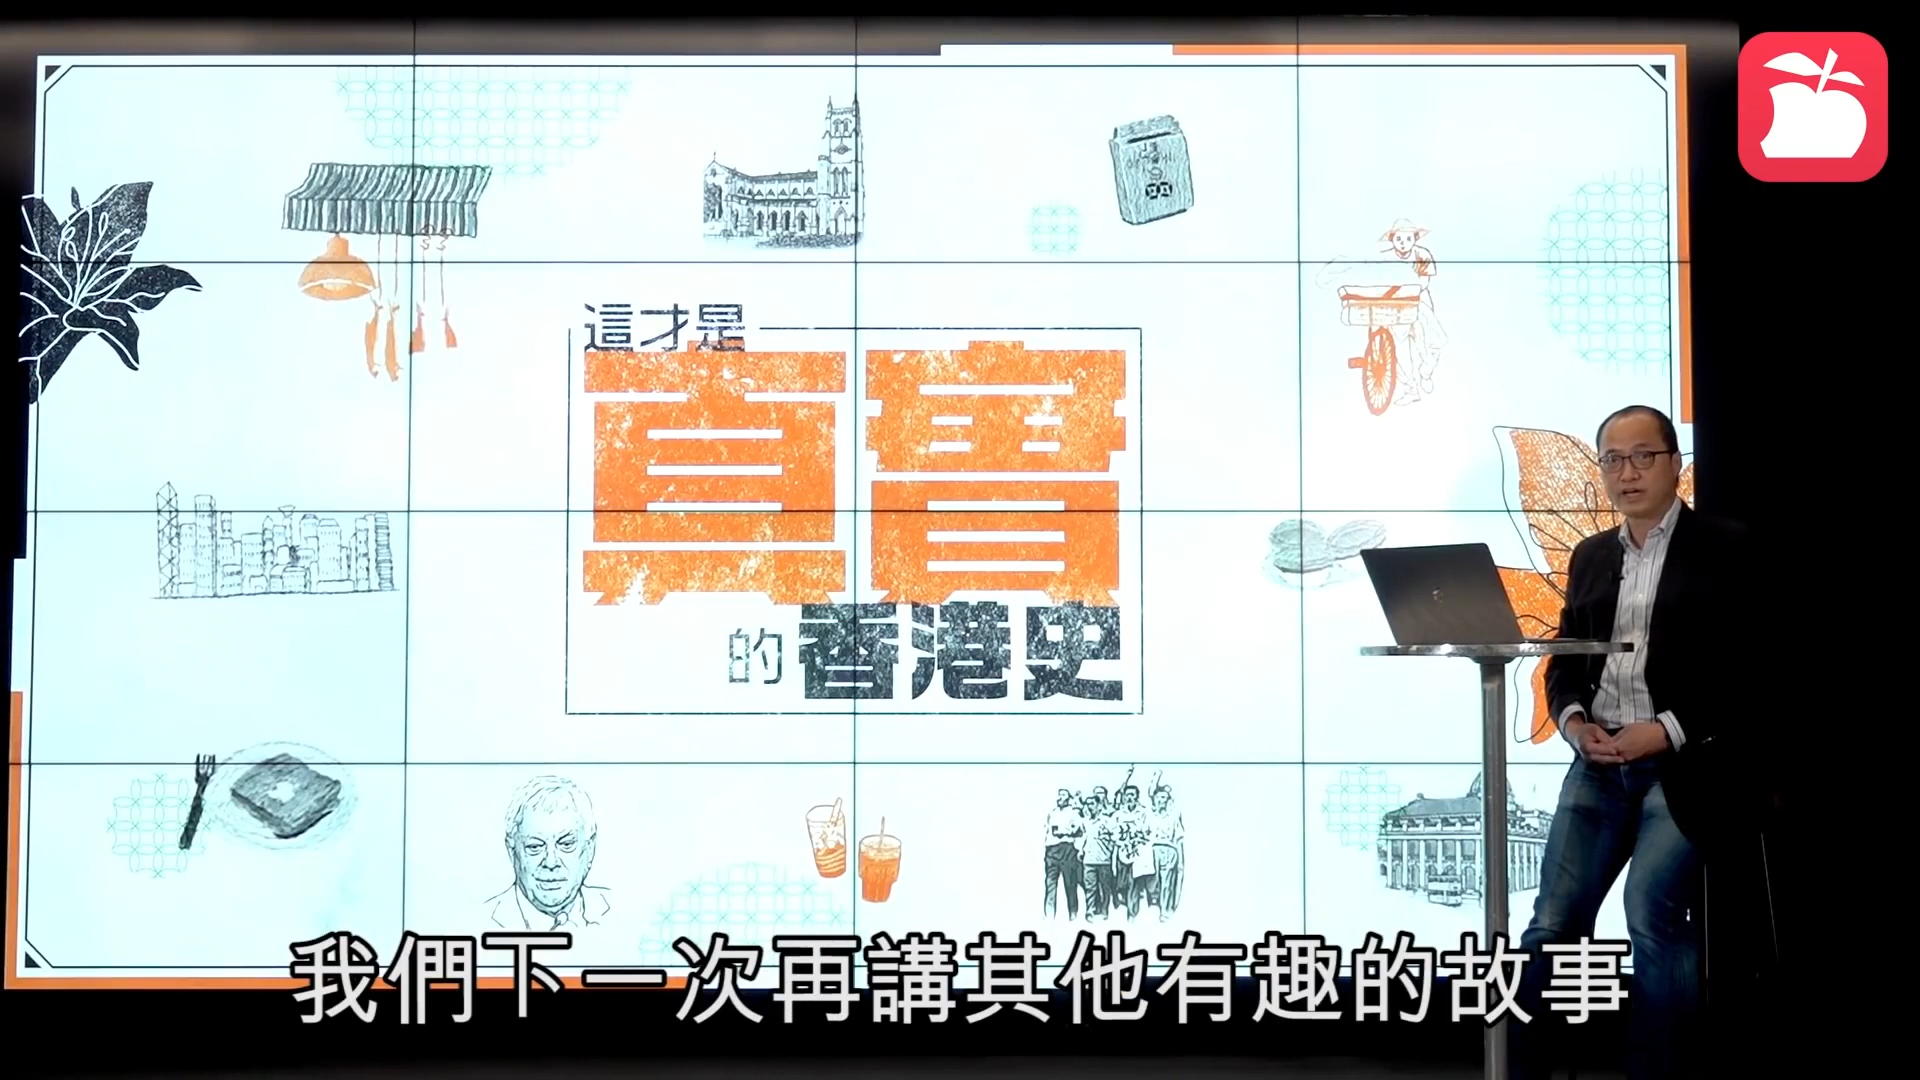 這才是
真實
的香港史
我們下一次再講其他有趣的故事